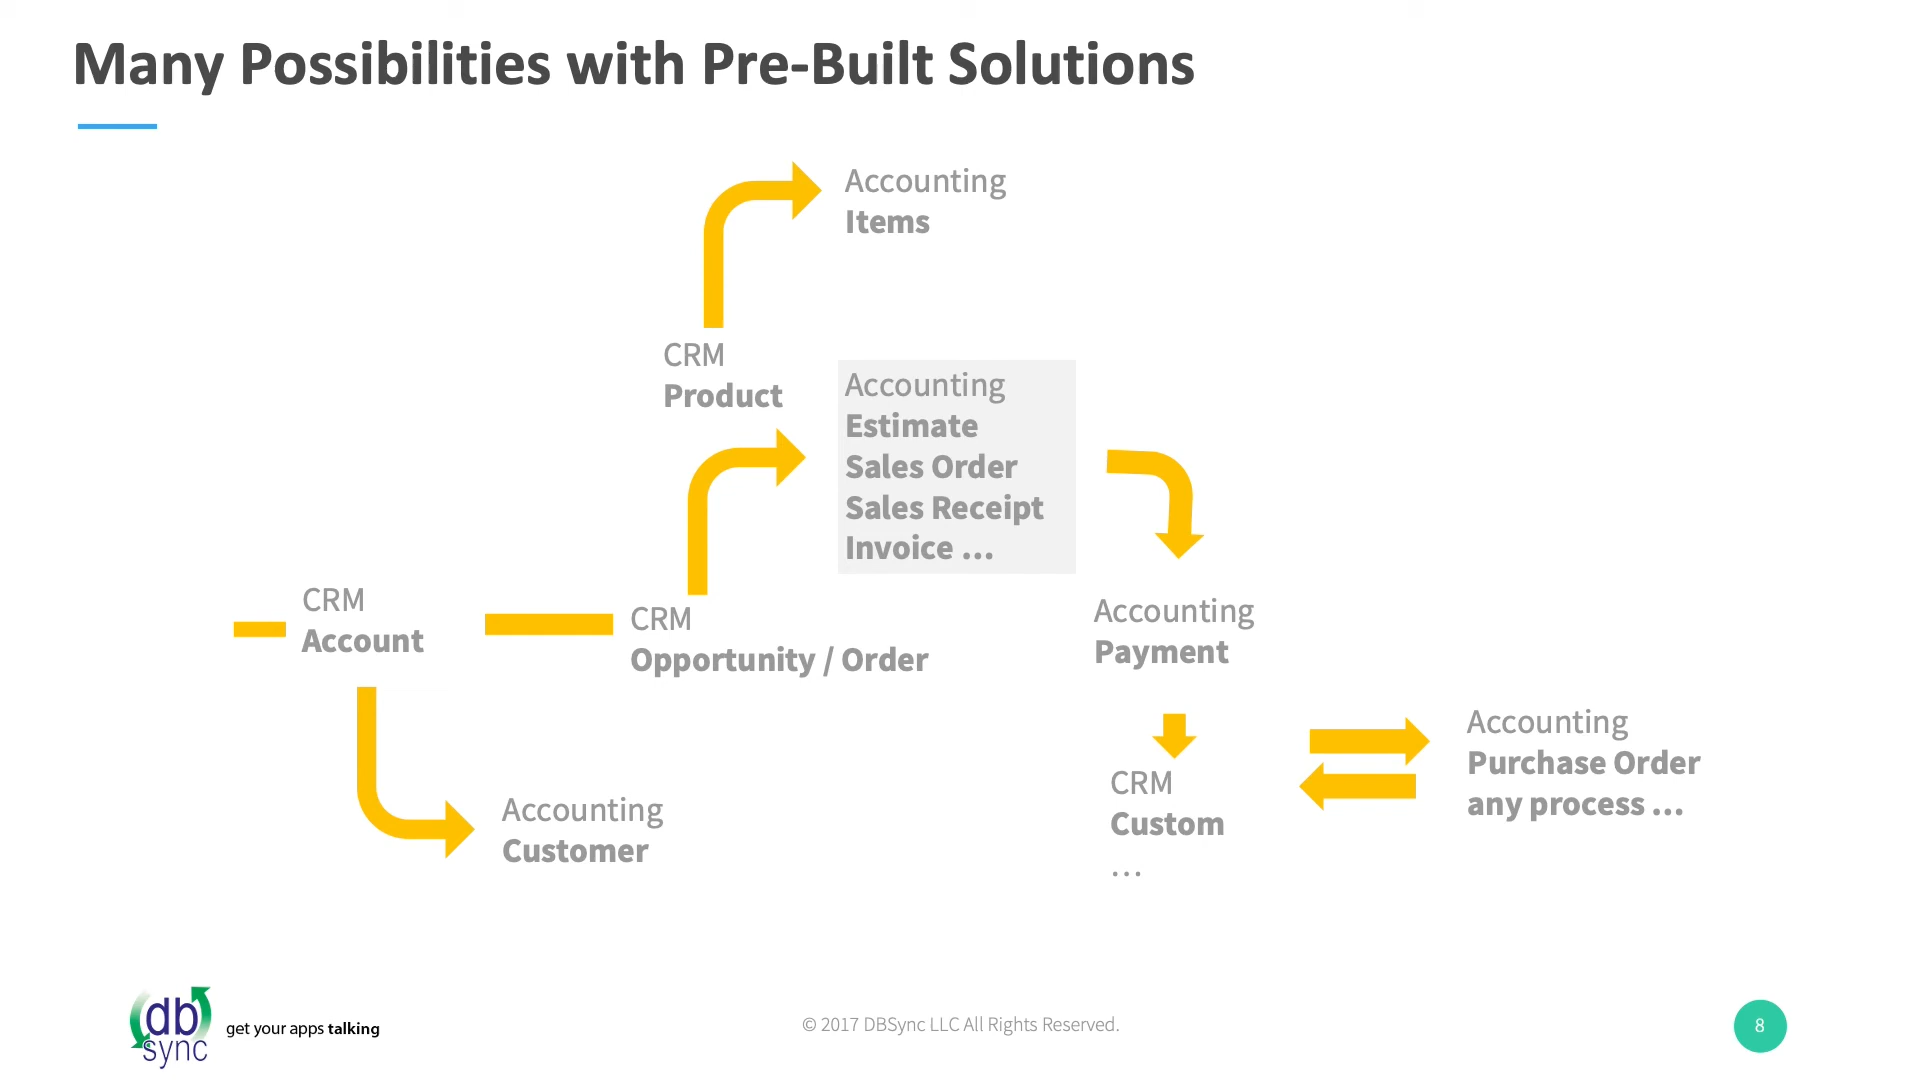 Many Possibilities with Pre-Built Solutions
Accounting
Items
CRM
Product
Accounting
Estimate
Sales Order
Sales Receipt
Invoice ...
CRM
Account
CRM
Opportunity / Order
Accounting
Payment
Accounting
Customer
CRM
Custom
...
Accounting
Purchase Order
any process ...
db
sync
get your apps talking
© 2017 DBSync LLC All Rights Reserved.
8